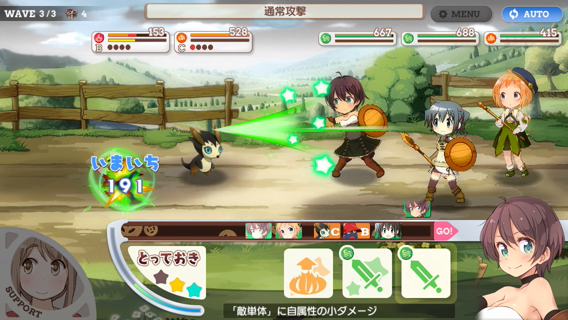 WAVE 3/3 4
通常攻撃
MENU
AUTO
153
528
667
688
415
B
C
いまいち
191
C
B
GO!
とっておき
SUPPORT
「敵単体」に自属性の小ダメージ